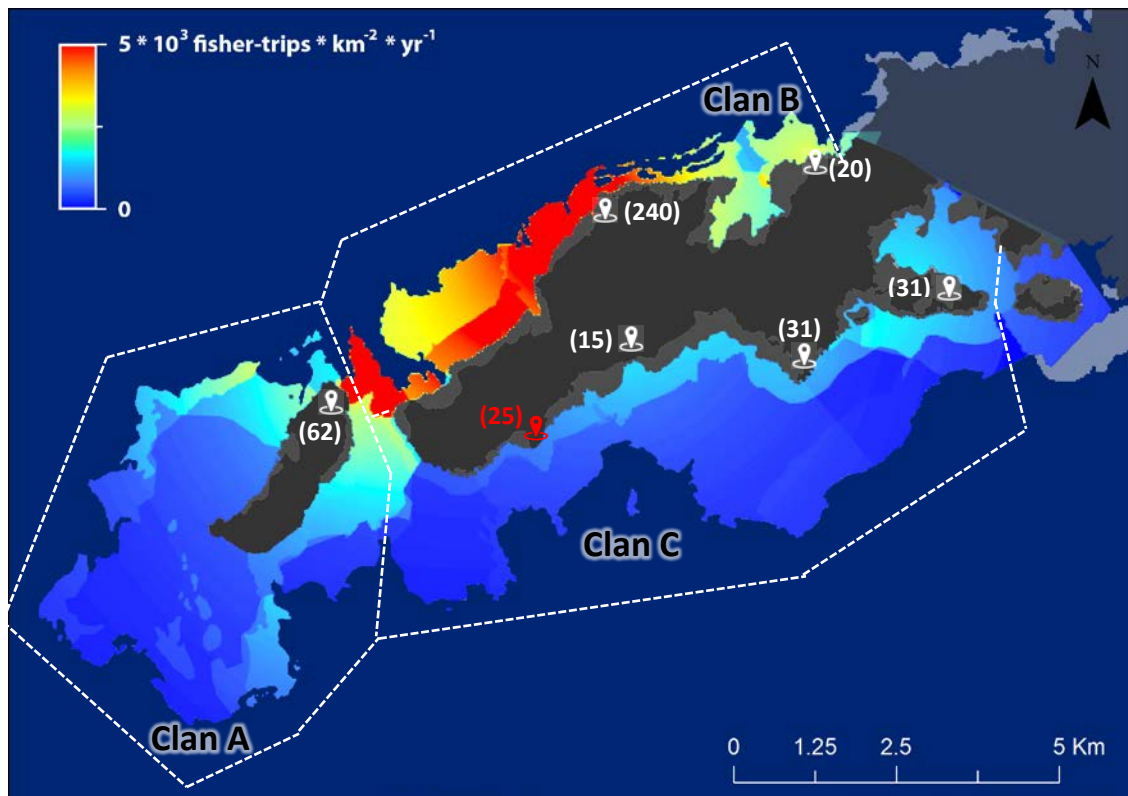 5 * 10³ fisher-trips * km⁻² * yr⁻¹
0
Clan B
N
(20)
(240)
(31)
(15)
(31)
(25)
(62)
Clan C
Clan A
0 1.25 2.5 5 Km